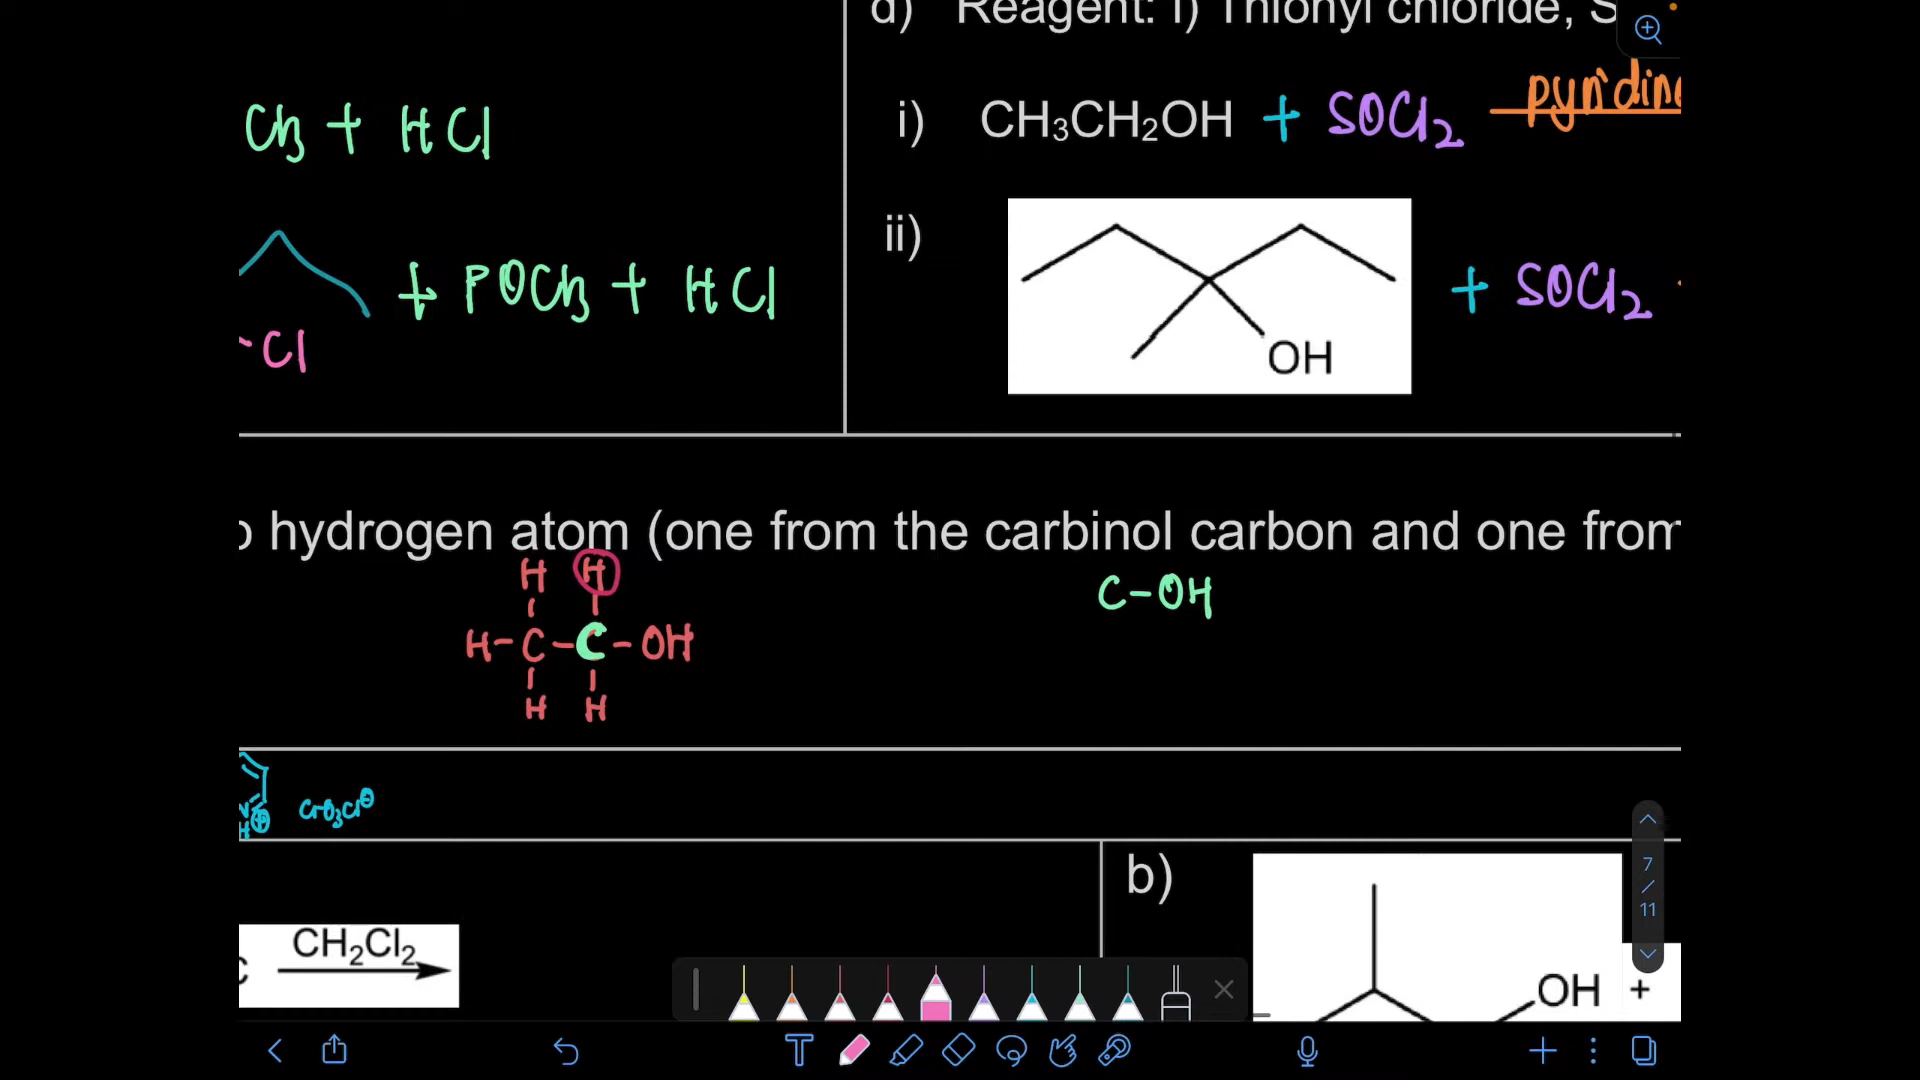 d) Reagent: i) Thionyl chloride, S
CH3 + HCl
i) CH₃CH₂OH + SOCl₂ pyridine
ii)
+ POCl3 + HCl
+ SOCl₂
Cl
OH
hydrogen atom (one from the carbinol carbon and one from
H H
C-OH
H-C-C-OH
H H
N
H ⊕ CrO₃Cl⊖
b)
CH₂Cl₂
OH +
7
/
11
T